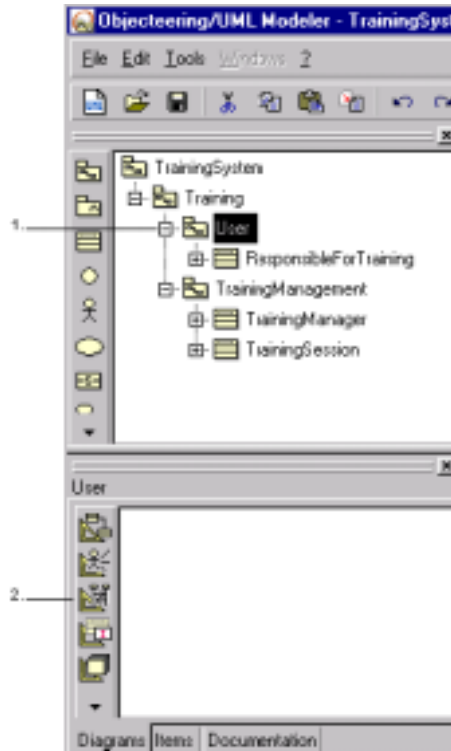 Objecteering/UML Modeler - TrainingSyst
File Edit Tools Windows ?
TrainingSystem
Training
1.
User
ResponsibleForTraining
TrainingManagement
TrainingManager
TrainingSession
User
2.
Diagrams Items Documentation